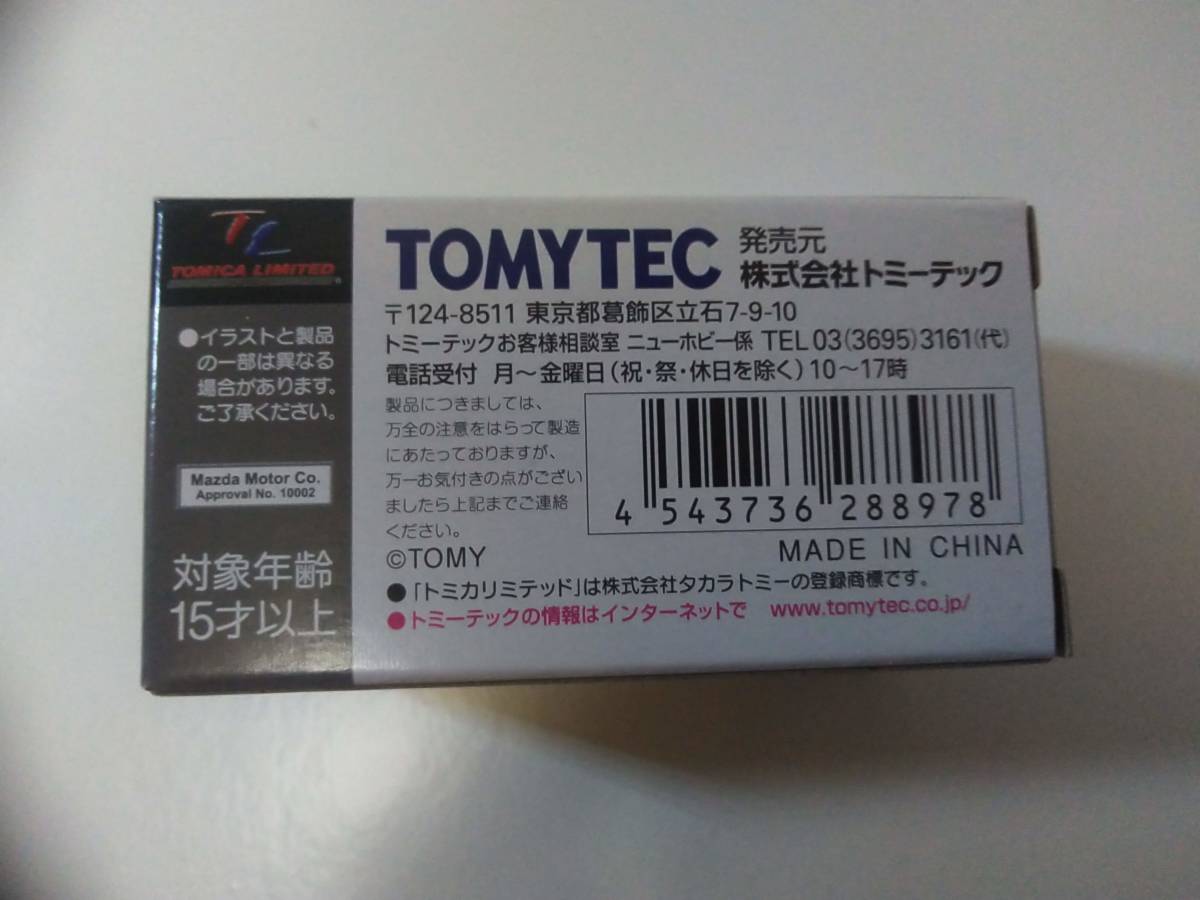 TL
TOMICA LIMITED
●イラストと製品
の一部は異なる
場合があります。
ご了承ください。
Mazda Motor Co.
Approval No. 10002
対象年齢
15才以上
TOMYTEC 発売元
株式会社トミーテック
〒124-8511 東京都葛飾区立石7-9-10
トミーテックお客様相談室 ニューホビー係 TEL 03(3695)3161(代)
電話受付 月～金曜日(祝・祭・休日を除く)10～17時
製品につきましては、
万全の注意をはらって製造
にあたっておりますが、
万一お気付きの点がござい
ましたら上記までご連絡
ください。
4 543736 288978
©TOMY MADE IN CHINA
●「トミカリミテッド」は株式会社タカラトミーの登録商標です。
●トミーテックの情報はインターネットで www.tomytec.co.jp/